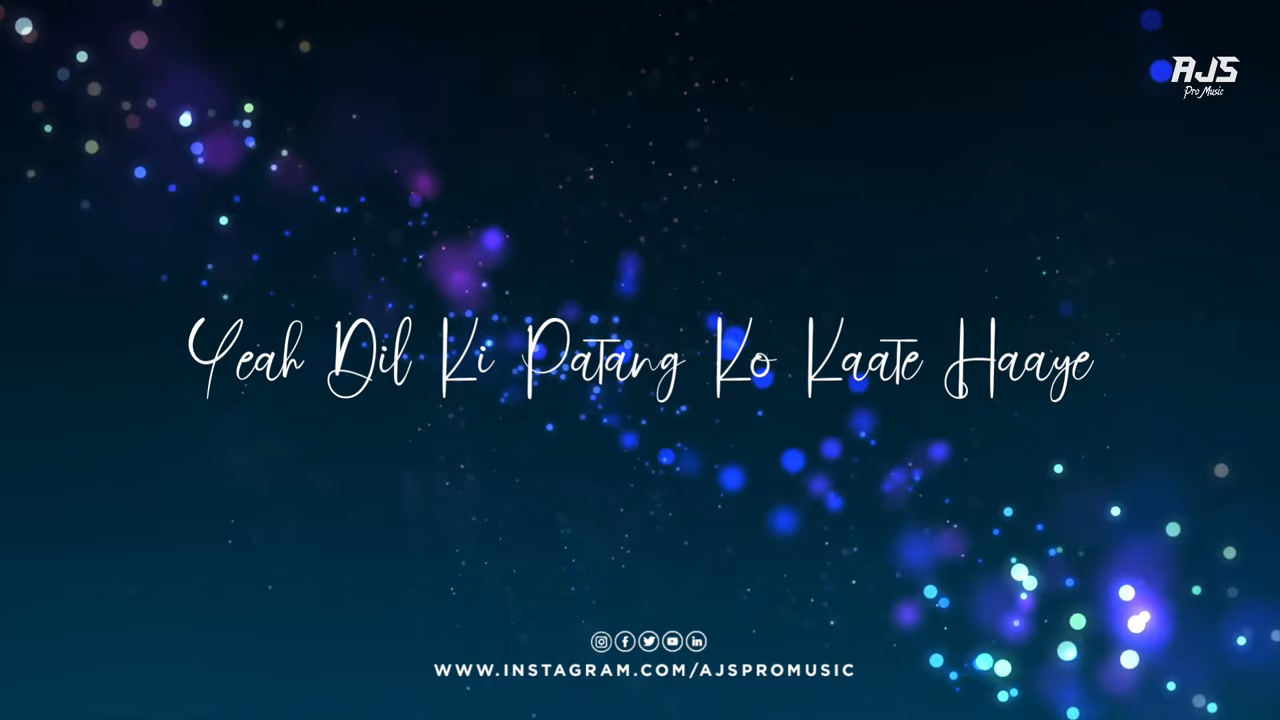 AJS
Pro Music
Yeah Dil Ki Patang Ko Kaate Haaye
WWW.INSTAGRAM.COM/AJSPROMUSIC